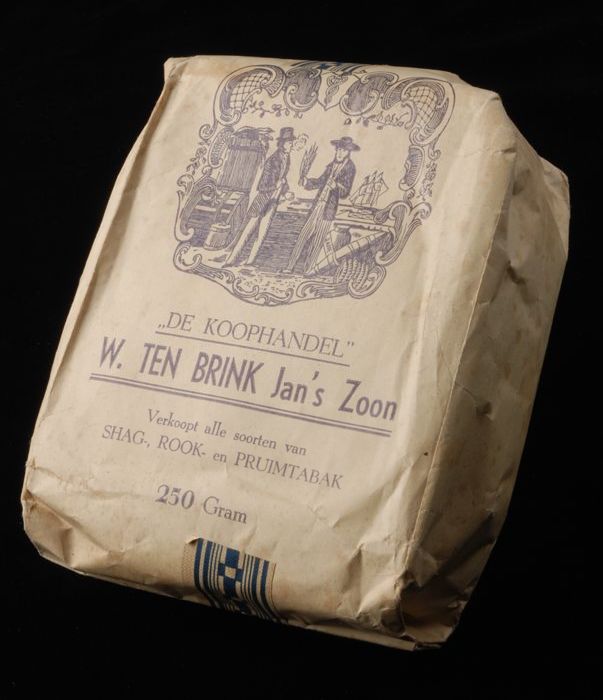 „DE KOOPHANDEL"
W. TEN BRINK Jan's Zoon
Verkoopt alle soorten van
SHAG-, ROOK- en PRUIMTABAK
250 Gram